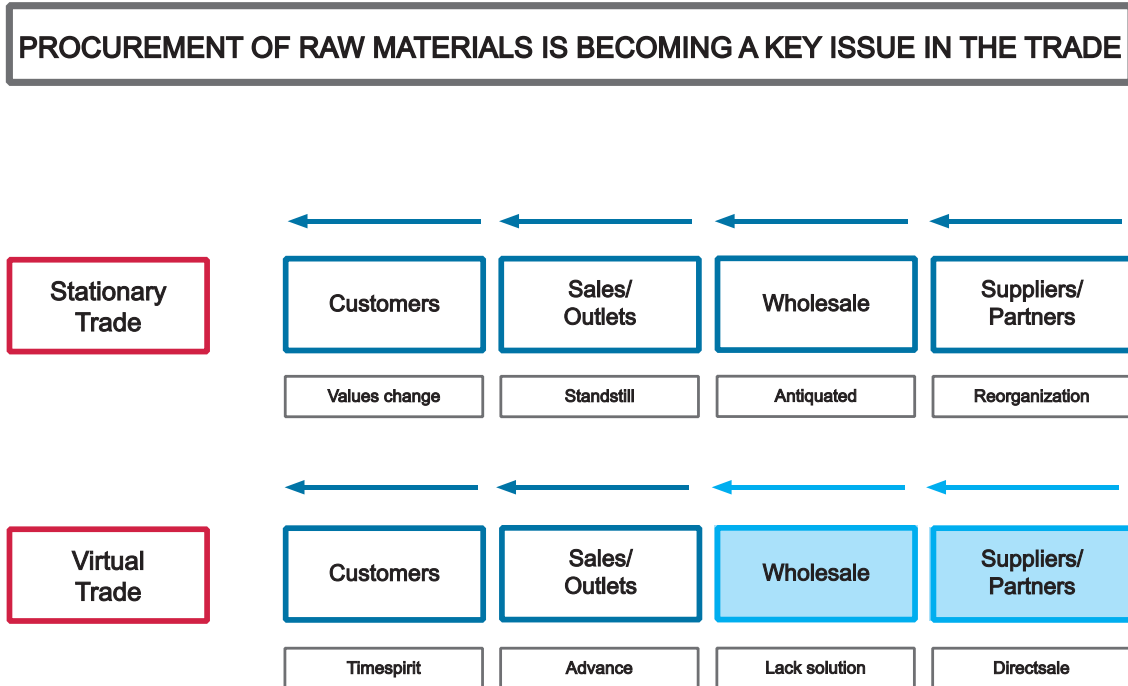 PROCUREMENT OF RAW MATERIALS IS BECOMING A KEY ISSUE IN THE TRADE
Stationary
Trade
Customers
Sales/
Outlets
Wholesale
Suppliers/
Partners
Values change
Standstill
Antiquated
Reorganization
Virtual
Trade
Customers
Sales/
Outlets
Wholesale
Suppliers/
Partners
Timespirit
Advance
Lack solution
Directsale